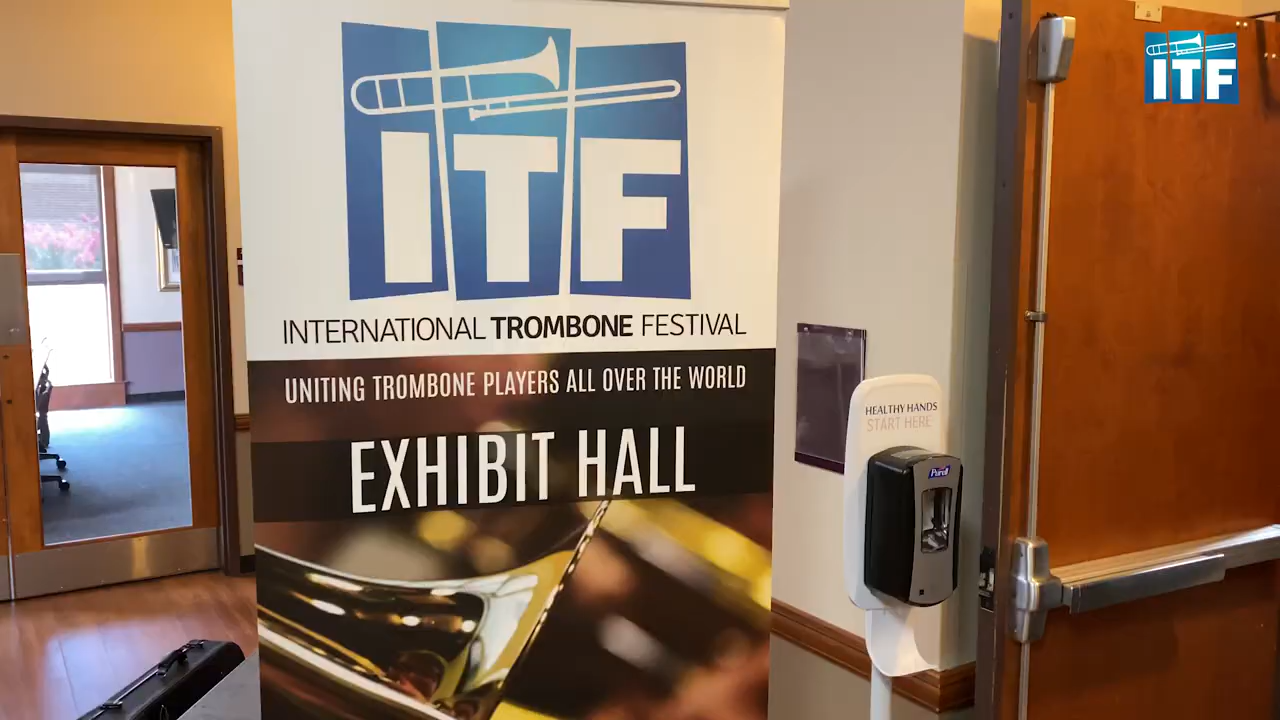 ITF
INTERNATIONAL TROMBONE FESTIVAL
UNITING TROMBONE PLAYERS ALL OVER THE WORLD
EXHIBIT HALL
ITF
HEALTHY HANDS
START HERE
Purell